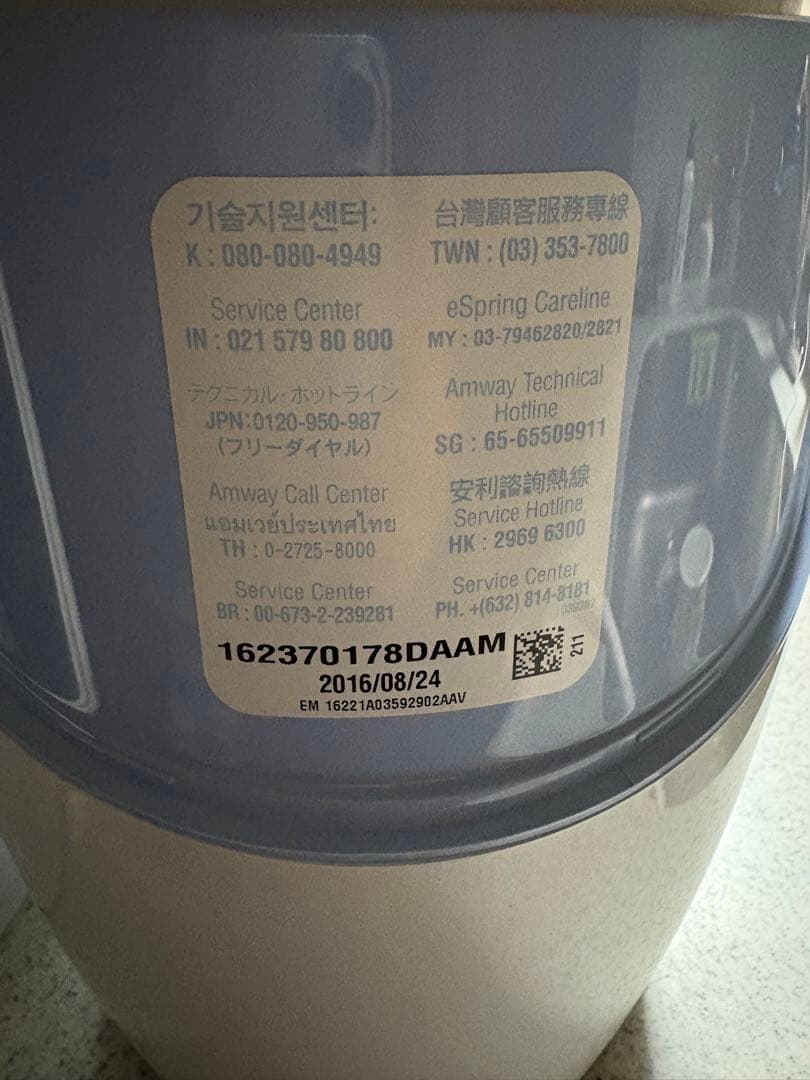 기술지원센터:
K : 080-080-4949
Service Center
IN : 021 579 80 800
テクニカル・ホットライン
JPN:0120-950-987
(フリーダイヤル)
Amway Call Center
แอมเวย์ประเทศไทย
TH : 0-2725-8000
Service Center
BR : 00-673-2-239281
台灣顧客服務專線
TWN : (03) 353-7800
eSpring Careline
MY : 03-79462820/2821
Amway Technical
Hotline
SG : 65-65509911
安利諮詢熱線
Service Hotline
HK : 2969 6300
Service Center
PH. +(632) 814-8181
162370178DAAM
211
2016/08/24
EM 16221A03592902AAV